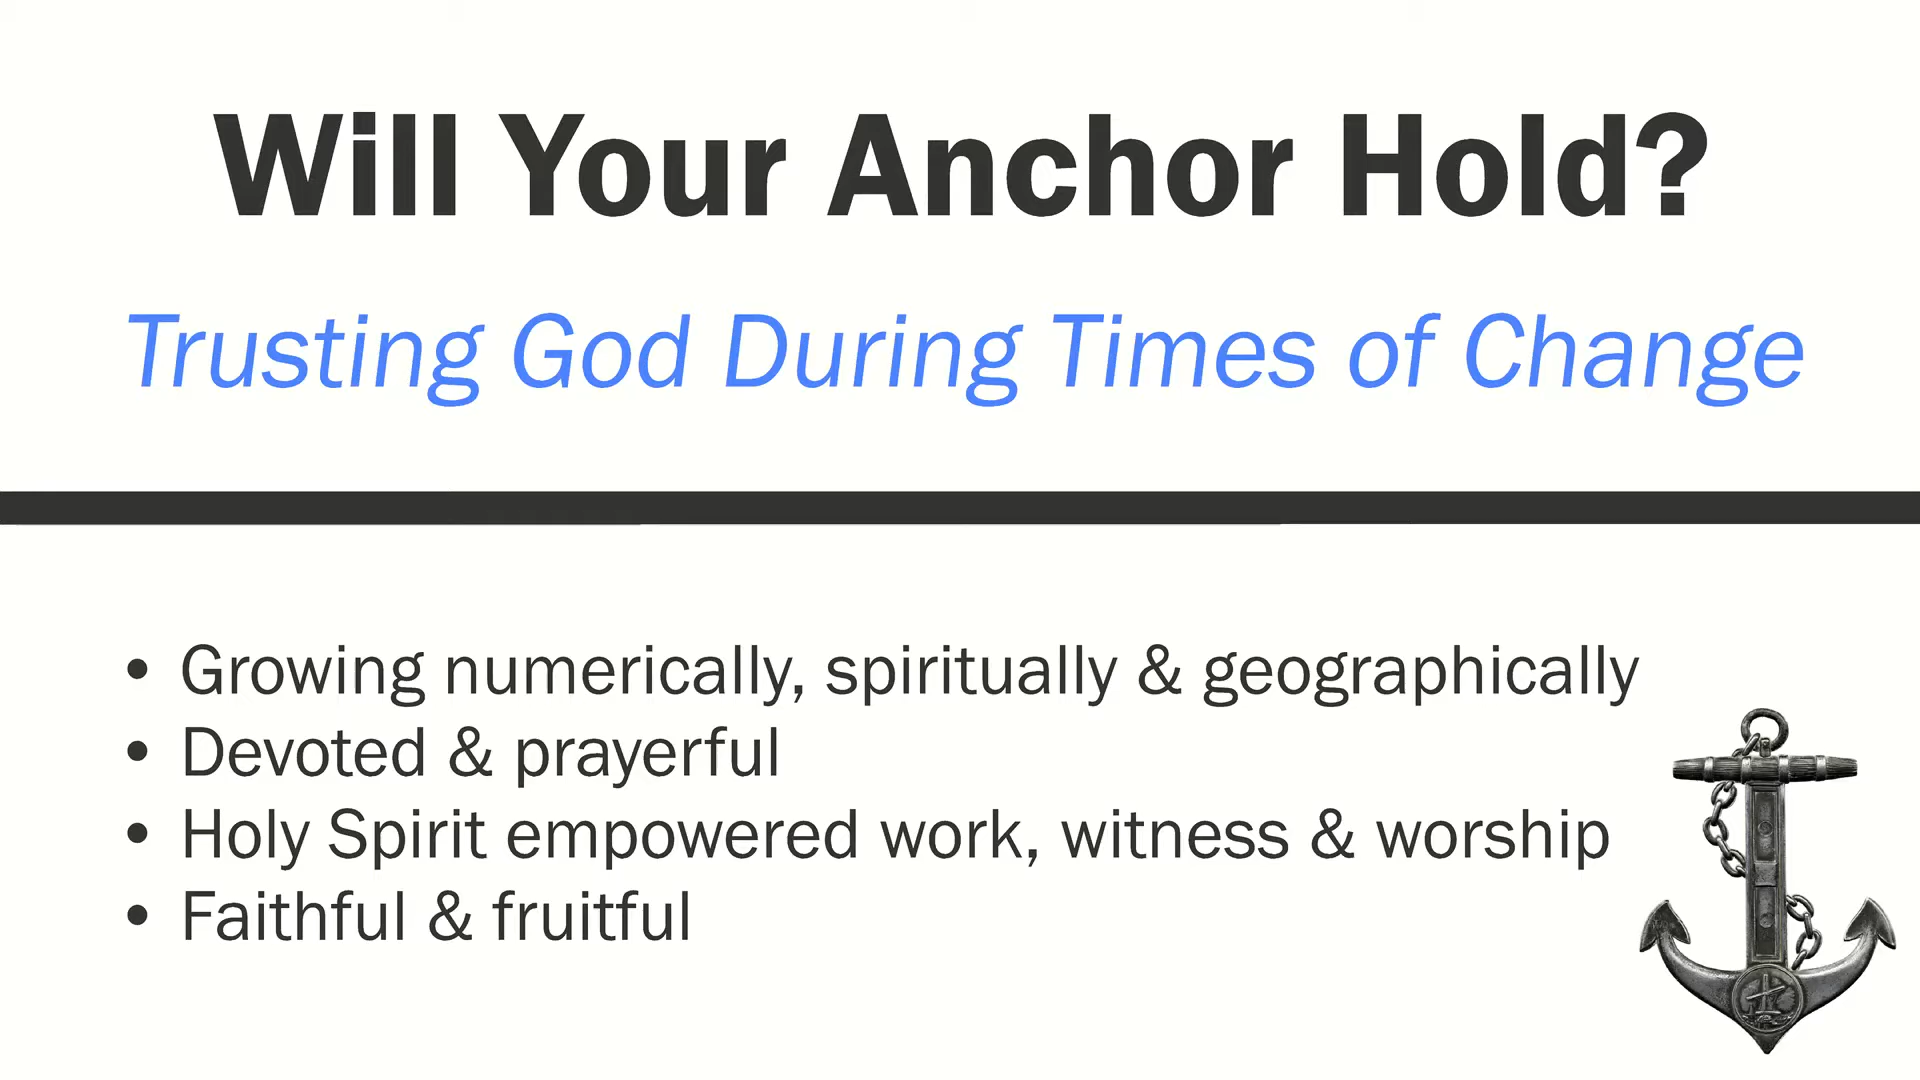 Will Your Anchor Hold?
Trusting God During Times of Change
• Growing numerically, spiritually & geographically
• Devoted & prayerful
• Holy Spirit empowered work, witness & worship
• Faithful & fruitful